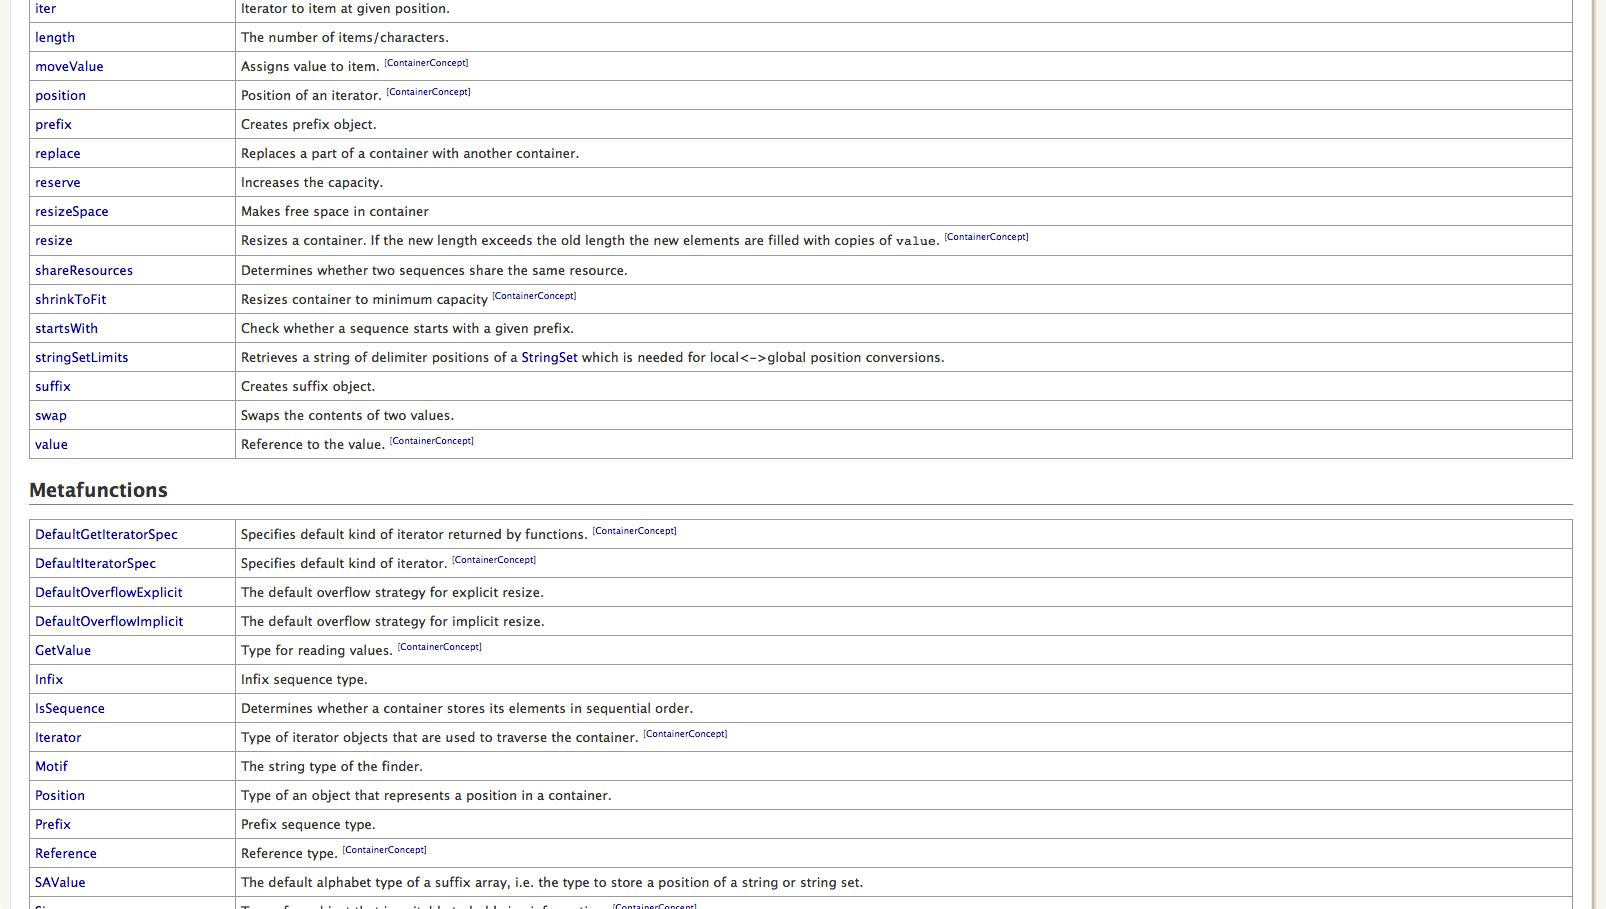 iter Iterator to item at given position.
length The number of items/characters.
moveValue Assigns value to item. [ContainerConcept]
position Position of an iterator. [ContainerConcept]
prefix Creates prefix object.
replace Replaces a part of a container with another container.
reserve Increases the capacity.
resizeSpace Makes free space in container
resize Resizes a container. If the new length exceeds the old length the new elements are filled with copies of value. [ContainerConcept]
shareResources Determines whether two sequences share the same resource.
shrinkToFit Resizes container to minimum capacity [ContainerConcept]
startsWith Check whether a sequence starts with a given prefix.
stringSetLimits Retrieves a string of delimiter positions of a StringSet which is needed for local<->global position conversions.
suffix Creates suffix object.
swap Swaps the contents of two values.
value Reference to the value. [ContainerConcept]
Metafunctions
DefaultGetIteratorSpec Specifies default kind of iterator returned by functions. [ContainerConcept]
DefaultIteratorSpec Specifies default kind of iterator. [ContainerConcept]
DefaultOverflowExplicit The default overflow strategy for explicit resize.
DefaultOverflowImplicit The default overflow strategy for implicit resize.
GetValue Type for reading values. [ContainerConcept]
Infix Infix sequence type.
IsSequence Determines whether a container stores its elements in sequential order.
Iterator Type of iterator objects that are used to traverse the container. [ContainerConcept]
Motif The string type of the finder.
Position Type of an object that represents a position in a container.
Prefix Prefix sequence type.
Reference Reference type. [ContainerConcept]
SAValue The default alphabet type of a suffix array, i.e. the type to store a position of a string or string set.
[ContainerConcept]